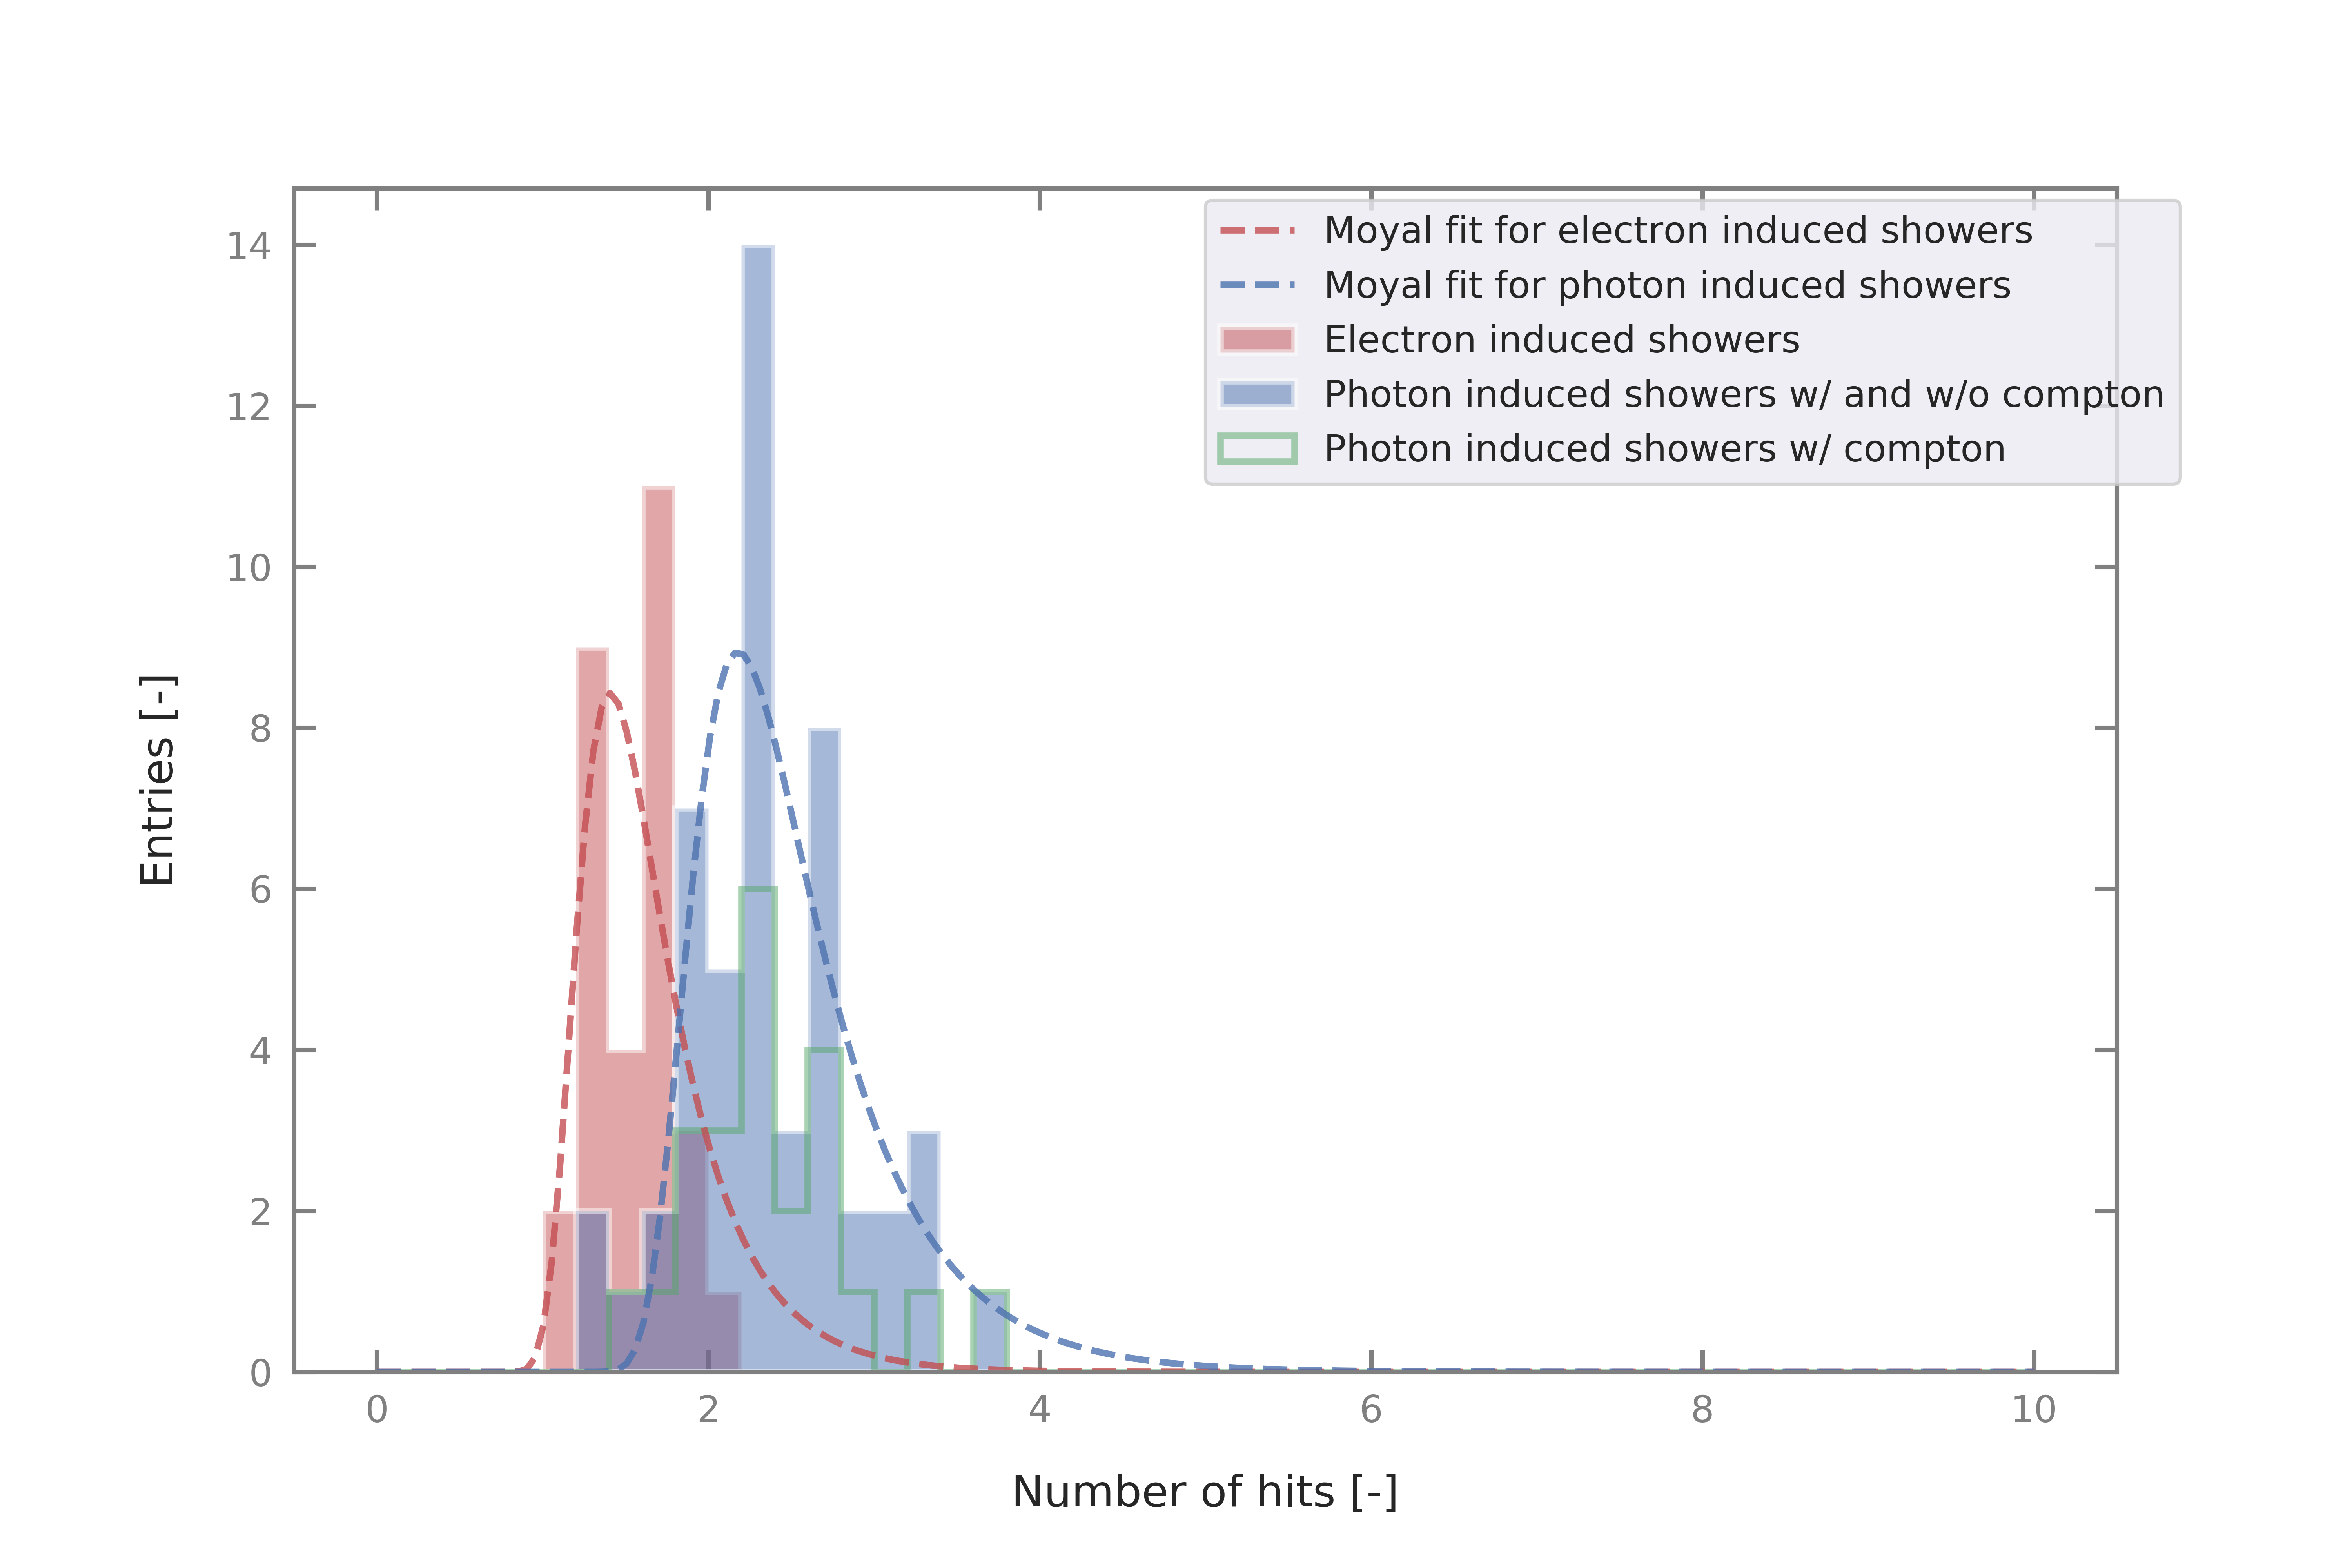 Moyal fit for electron induced showers
Moyal fit for photon induced showers
Electron induced showers
Photon induced showers w/ and w/o compton
Photon induced showers w/ compton
14
12
10
8
6
4
2
0
Entries [-]
0 2 4 6 8 10
Number of hits [-]